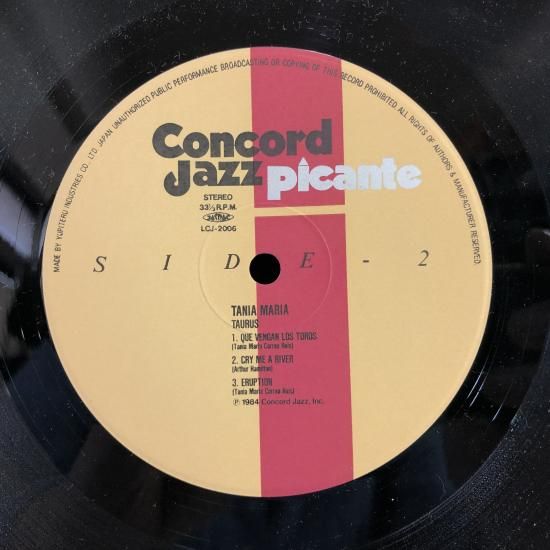 MADE BY YUPITERU INDUSTRIES CO., LTD. JAPAN UNAUTHORIZED PUBLIC PERFORMANCE BROADCASTING OR COPYING OF THIS RECORD PROHIBITED. ALL RIGHTS OF AUTHORS & MANUFACTURER RESERVED.
Concord
Jazz picante
STEREO
33⅓ R.P.M.
LCJ-2006
SIDE-2
TANIA MARIA
TAURUS
1. QUE VENGAN LOS TOROS
(Tania Maria Correa Reis)
2. CRY ME A RIVER
(Arthur Hamilton)
3. ERUPTION
(Tania Maria Correa Reis)
Ⓟ 1984 Concord Jazz, Inc.